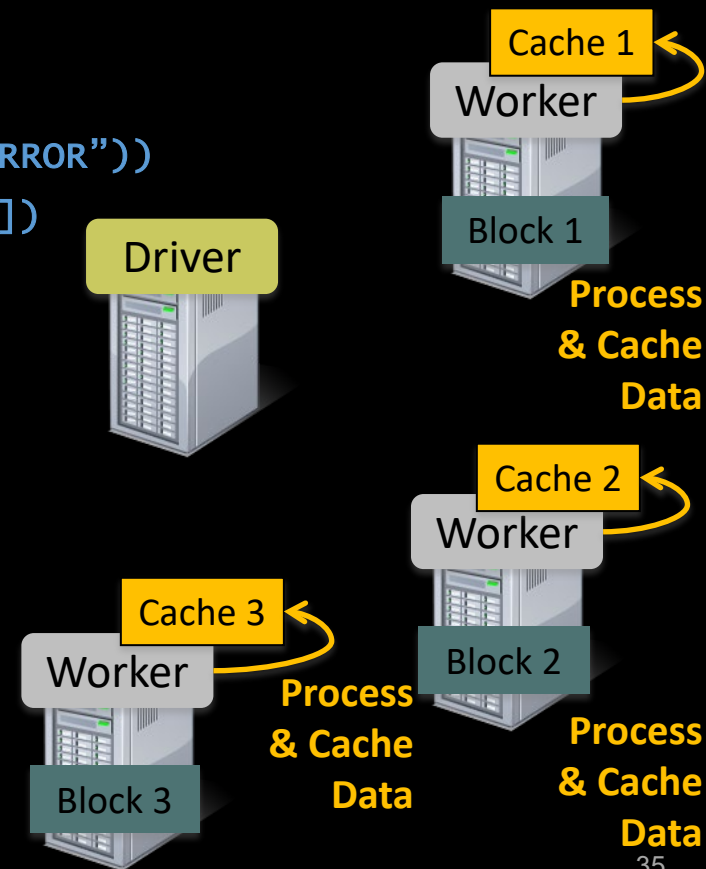 RROR”))
])
Driver
Cache 1
Worker
Block 1
Process
& Cache
Data
Cache 2
Worker
Block 2
Process
& Cache
Data
Cache 3
Worker
Block 3
Process
& Cache
Data
35